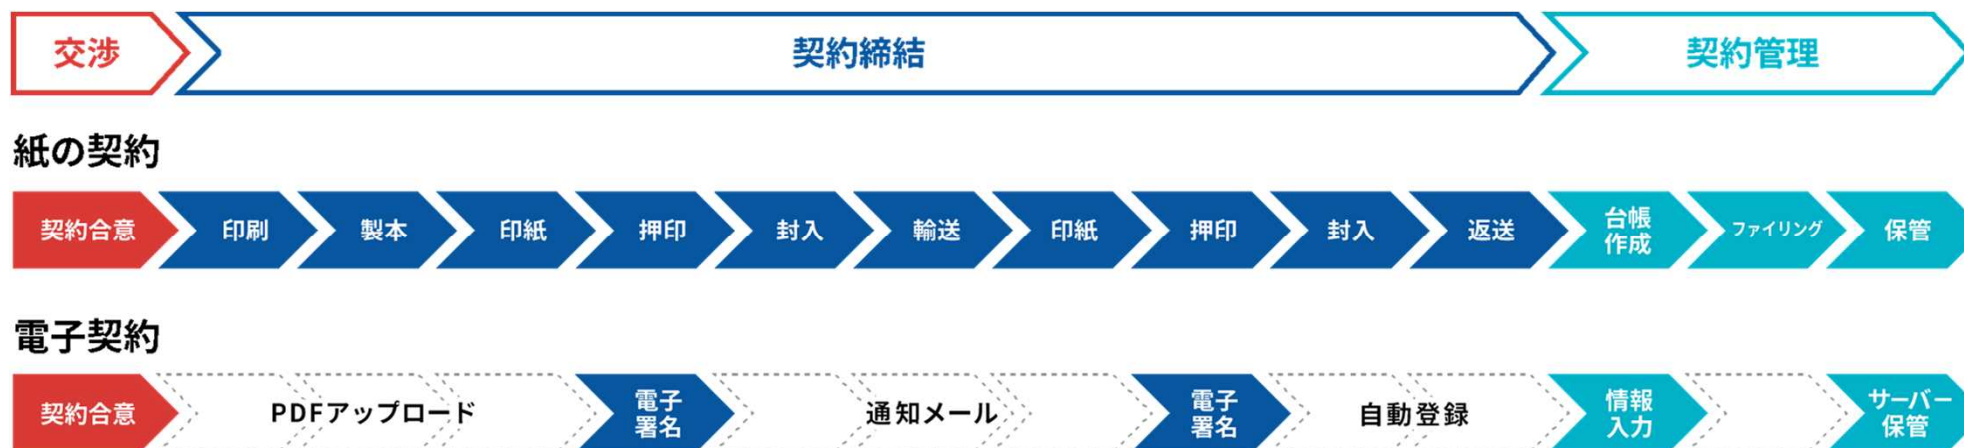 交渉
契約締結
契約管理
紙の契約
契約合意
印刷
製本
印紙
押印
封入
輸送
印紙
押印
封入
返送
台帳
作成
ファイリング
保管
電子契約
契約合意
PDFアップロード
電子
署名
通知メール
電子
署名
自動登録
情報
入力
サーバー
保管